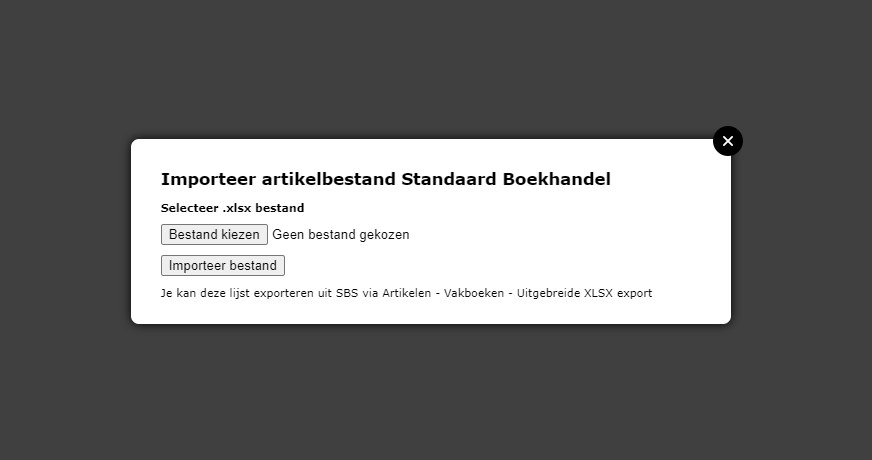 Importeer artikelbestand Standaard Boekhandel
Selecteer .xlsx bestand
Bestand kiezen Geen bestand gekozen
Importeer bestand
Je kan deze lijst exporteren uit SBS via Artikelen - Vakboeken - Uitgebreide XLSX export